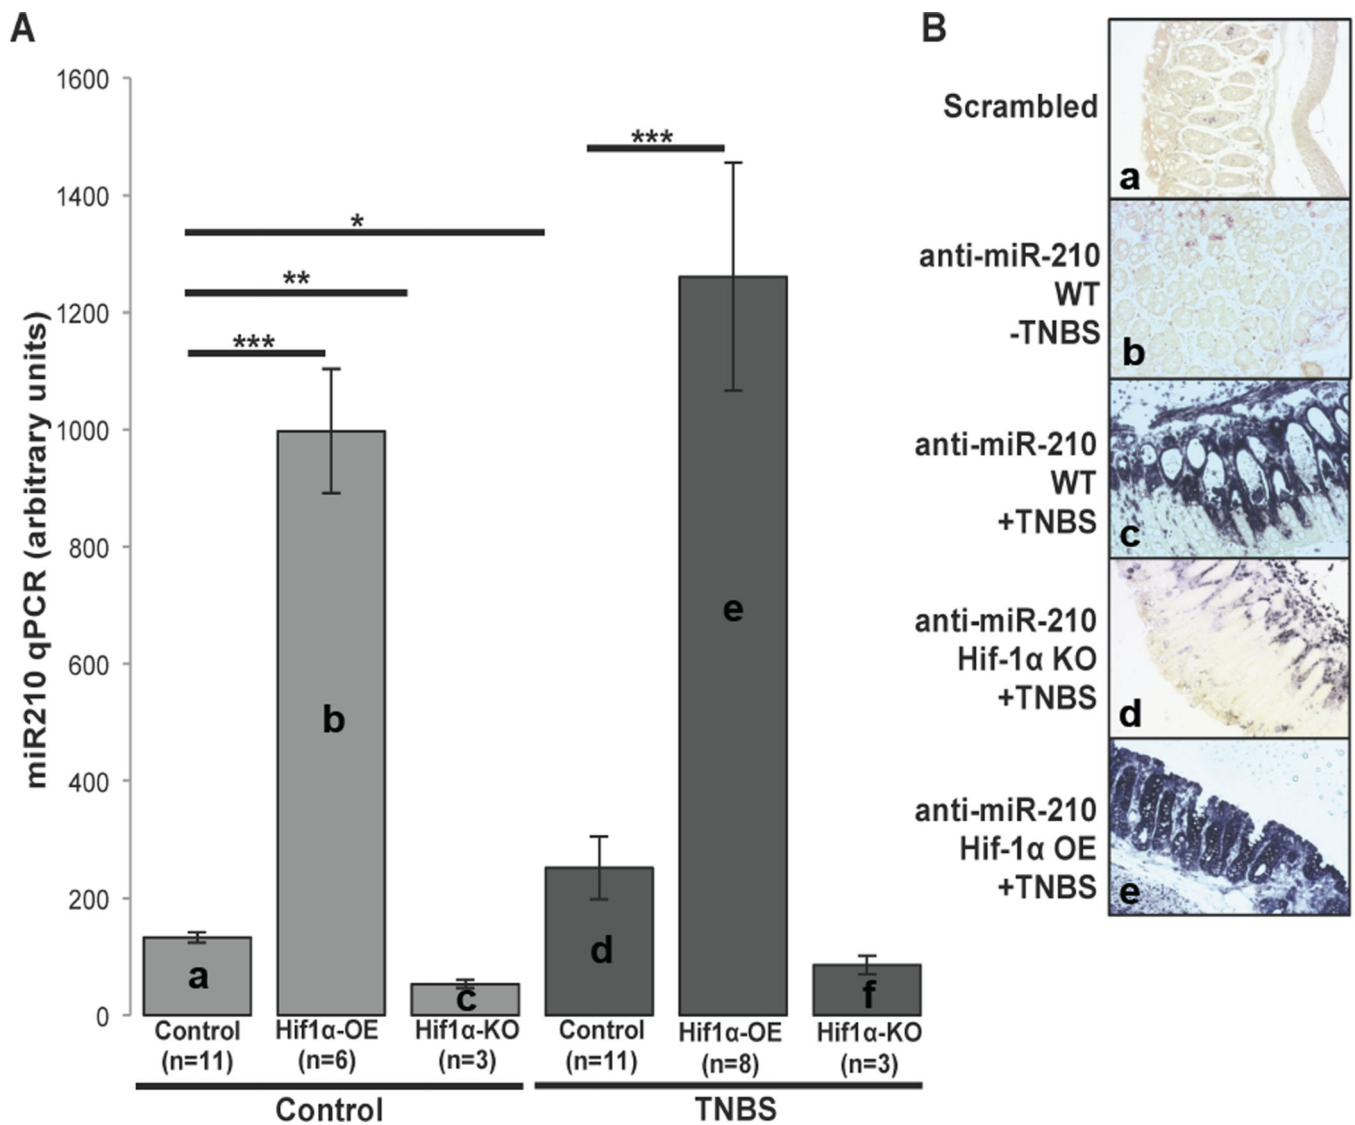 A
miR210 qPCR (arbitrary units)
1600
1400
1200
1000
800
600
400
200
0
***
**
*
***
a
b
c
d
e
f
Control
(n=11)
Hif1α-OE
(n=6)
Hif1α-KO
(n=3)
Control
(n=11)
Hif1α-OE
(n=8)
Hif1α-KO
(n=3)
Control
TNBS
B
Scrambled
a
anti-miR-210
WT
-TNBS
b
anti-miR-210
WT
+TNBS
c
anti-miR-210
Hif-1α KO
+TNBS
d
anti-miR-210
Hif-1α OE
+TNBS
e